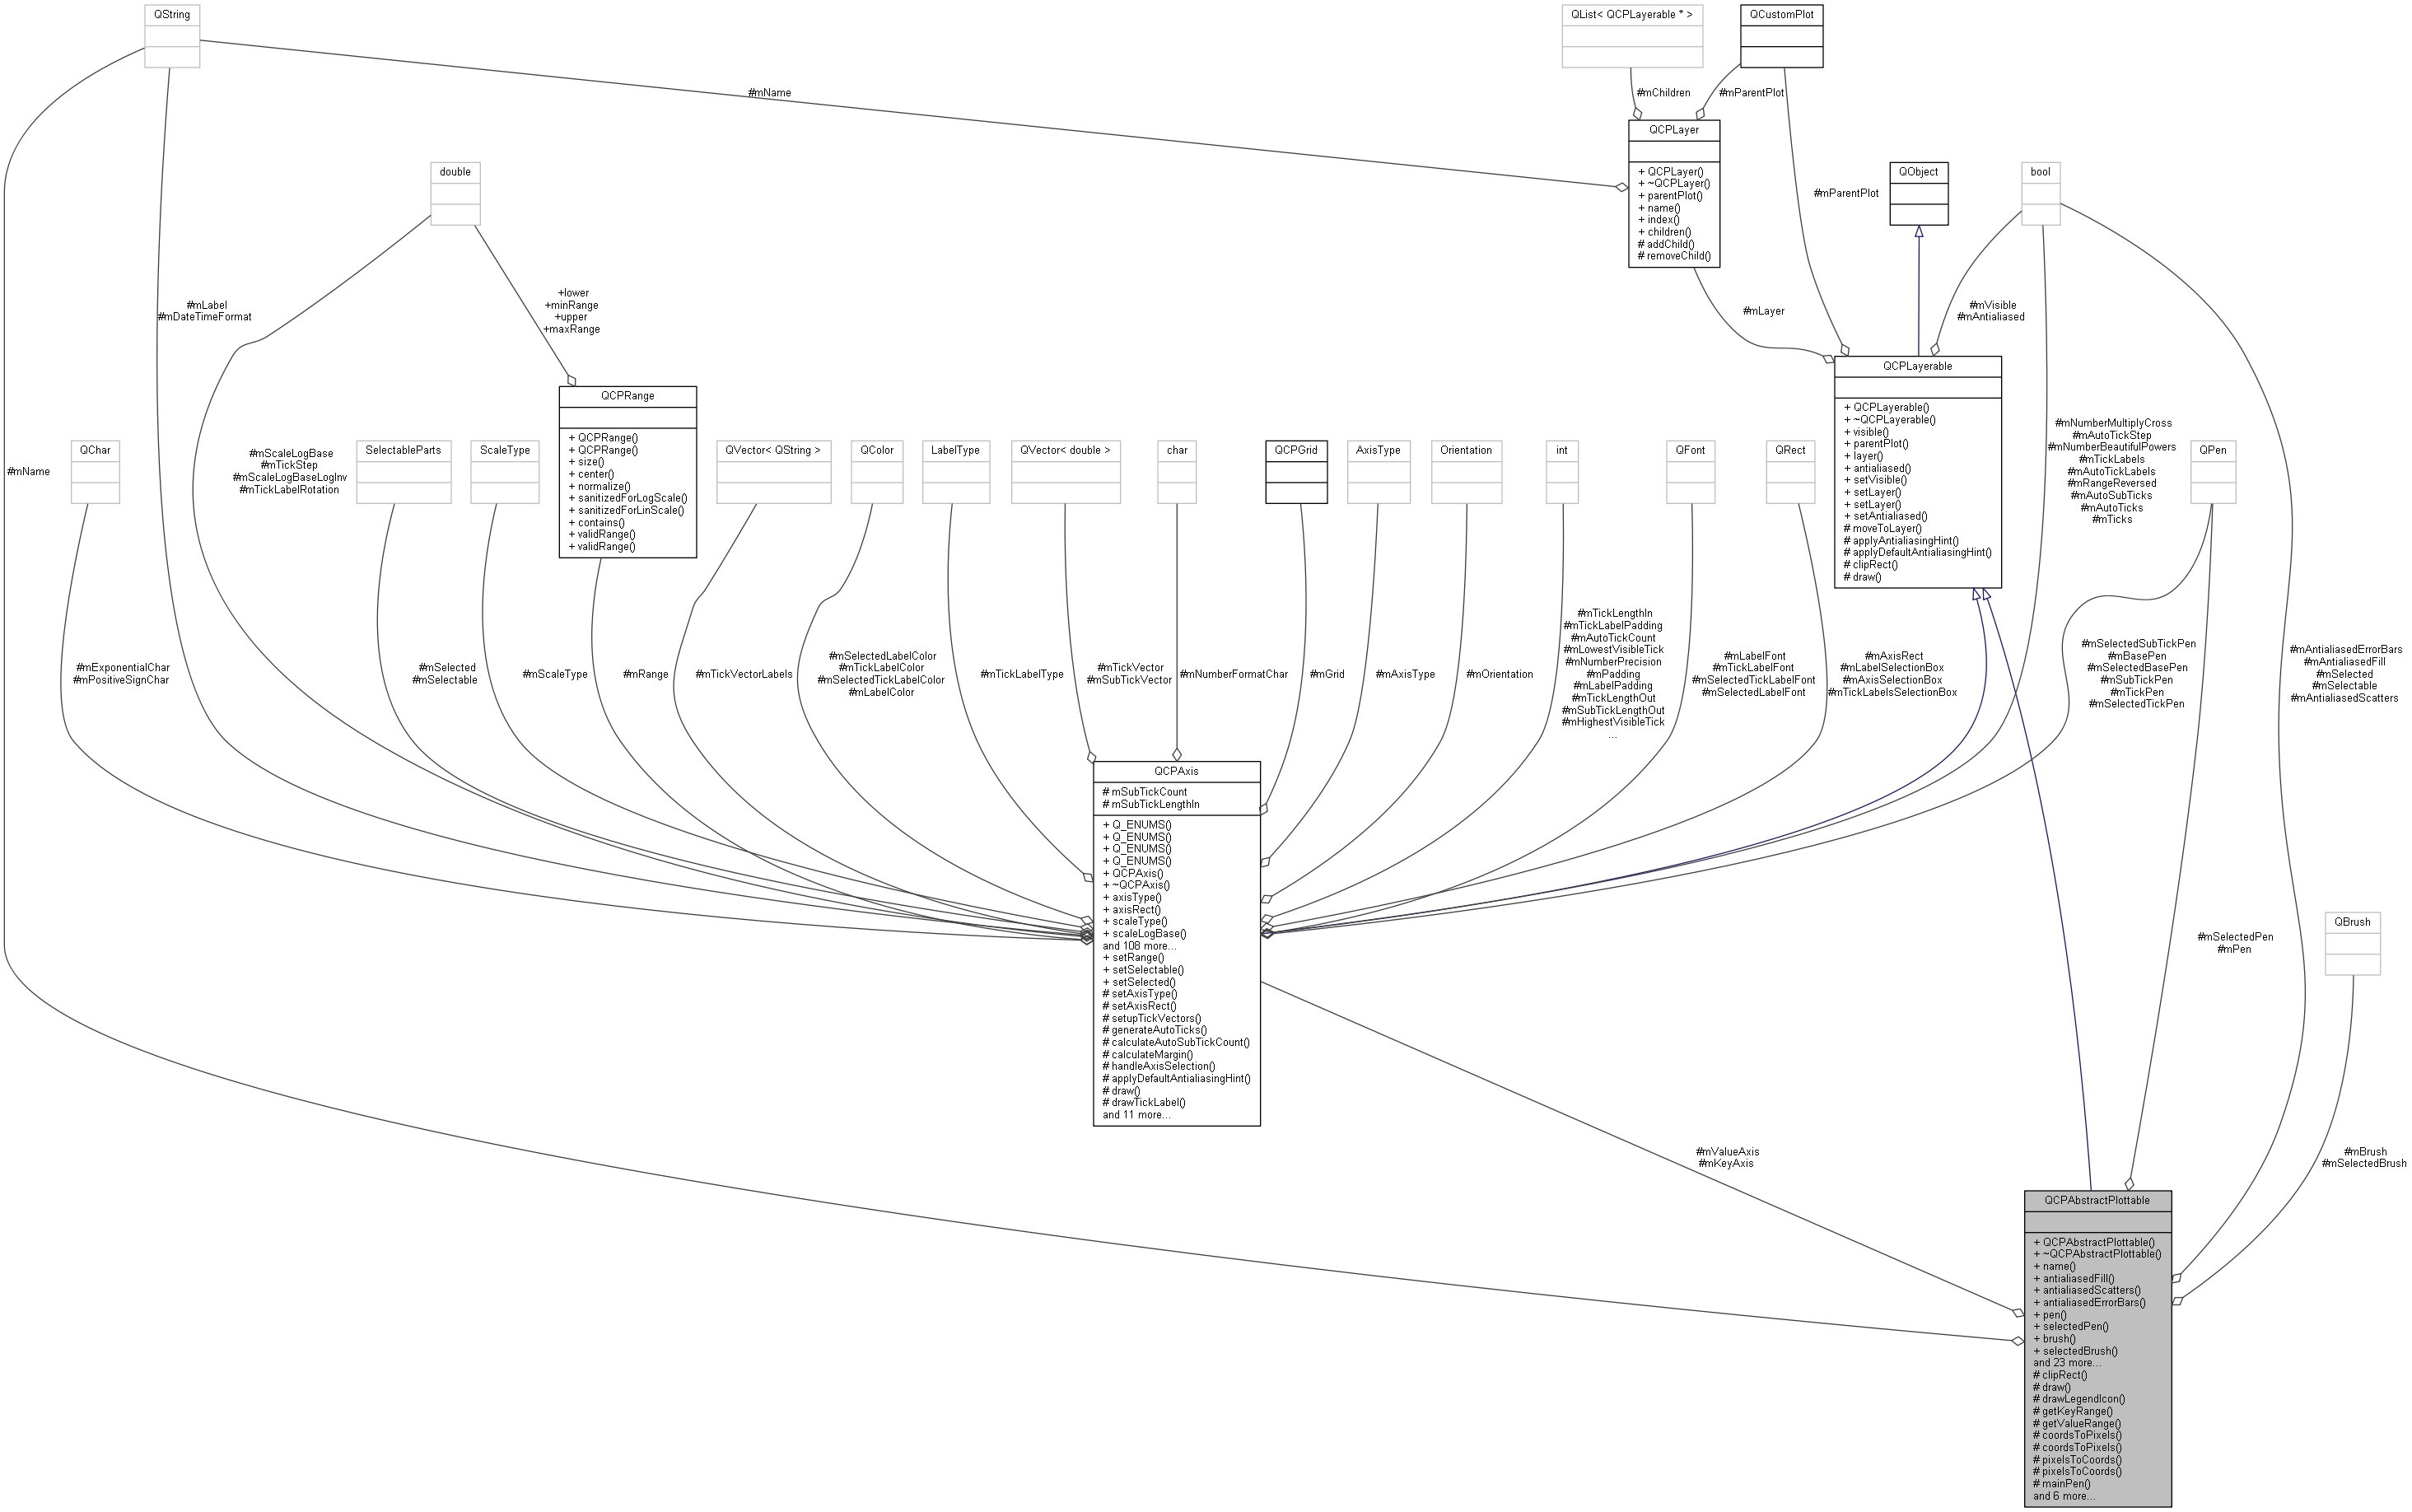 QString
QList< QCPLayerable * >
QCustomPlot
#mName
#mChildren
#mParentPlot
QCPLayer
+ QCPLayer()
+ ~QCPLayer()
+ parentPlot()
+ name()
+ index()
+ children()
# addChild()
# removeChild()
double
QObject
bool
#mParentPlot
#mLabel
#mDateTimeFormat
+lower
+minRange
+upper
+maxRange
#mLayer
#mVisible
#mAntialiased
QCPRange
+ QCPRange()
+ QCPRange()
+ size()
+ center()
+ normalize()
+ sanitizedForLogScale()
+ sanitizedForLinScale()
+ contains()
+ validRange()
+ validRange()
QCPLayerable
+ QCPLayerable()
+ ~QCPLayerable()
+ visible()
+ parentPlot()
+ layer()
+ antialiased()
+ setVisible()
+ setLayer()
+ setLayer()
+ setAntialiased()
# moveToLayer()
# applyAntialiasingHint()
# applyDefaultAntialiasingHint()
# clipRect()
# draw()
#mName
QChar
#mScaleLogBase
#mTickStep
#mScaleLogBaseLogInv
#mTickLabelRotation
SelectableParts
ScaleType
QVector< QString >
QColor
LabelType
QVector< double >
char
QCPGrid
AxisType
Orientation
int
QFont
QRect
#mNumberMultiplyCross
#mAutoTickStep
#mNumberBeautifulPowers
#mTickLabels
#mAutoTickLabels
#mRangeReversed
#mAutoSubTicks
#mAutoTicks
#mTicks
QPen
#mExponentialChar
#mPositiveSignChar
#mSelected
#mSelectable
#mScaleType
#mRange
#mTickVectorLabels
#mSelectedLabelColor
#mTickLabelColor
#mSelectedTickLabelColor
#mLabelColor
#mTickLabelType
#mTickVector
#mSubTickVector
#mNumberFormatChar
#mGrid
#mAxisType
#mOrientation
#mTickLengthIn
#mTickLabelPadding
#mAutoTickCount
#mLowestVisibleTick
#mNumberPrecision
#mPadding
#mLabelPadding
#mTickLengthOut
#mSubTickLengthOut
#mHighestVisibleTick
...
#mLabelFont
#mTickLabelFont
#mSelectedTickLabelFont
#mSelectedLabelFont
#mAxisRect
#mLabelSelectionBox
#mAxisSelectionBox
#mTickLabelsSelectionBox
#mSelectedSubTickPen
#mBasePen
#mSelectedBasePen
#mSubTickPen
#mTickPen
#mSelectedTickPen
#mAntialiasedErrorBars
#mAntialiasedFill
#mSelected
#mSelectable
#mAntialiasedScatters
QCPAxis
# mSubTickCount
# mSubTickLengthIn
+ Q_ENUMS()
+ Q_ENUMS()
+ Q_ENUMS()
+ Q_ENUMS()
+ QCPAxis()
+ ~QCPAxis()
+ axisType()
+ axisRect()
+ scaleType()
+ scaleLogBase()
and 108 more...
+ setRange()
+ setSelectable()
+ setSelected()
# setAxisType()
# setAxisRect()
# setupTickVectors()
# generateAutoTicks()
# calculateAutoSubTickCount()
# calculateMargin()
# handleAxisSelection()
# applyDefaultAntialiasingHint()
# draw()
# drawTickLabel()
and 11 more...
QBrush
#mSelectedPen
#mPen
#mValueAxis
#mKeyAxis
#mBrush
#mSelectedBrush
QCPAbstractPlottable
+ QCPAbstractPlottable()
+ ~QCPAbstractPlottable()
+ name()
+ antialiasedFill()
+ antialiasedScatters()
+ antialiasedErrorBars()
+ pen()
+ selectedPen()
+ brush()
+ selectedBrush()
and 23 more...
# clipRect()
# draw()
# drawLegendIcon()
# getKeyRange()
# getValueRange()
# coordsToPixels()
# coordsToPixels()
# pixelsToCoords()
# pixelsToCoords()
# mainPen()
and 6 more...